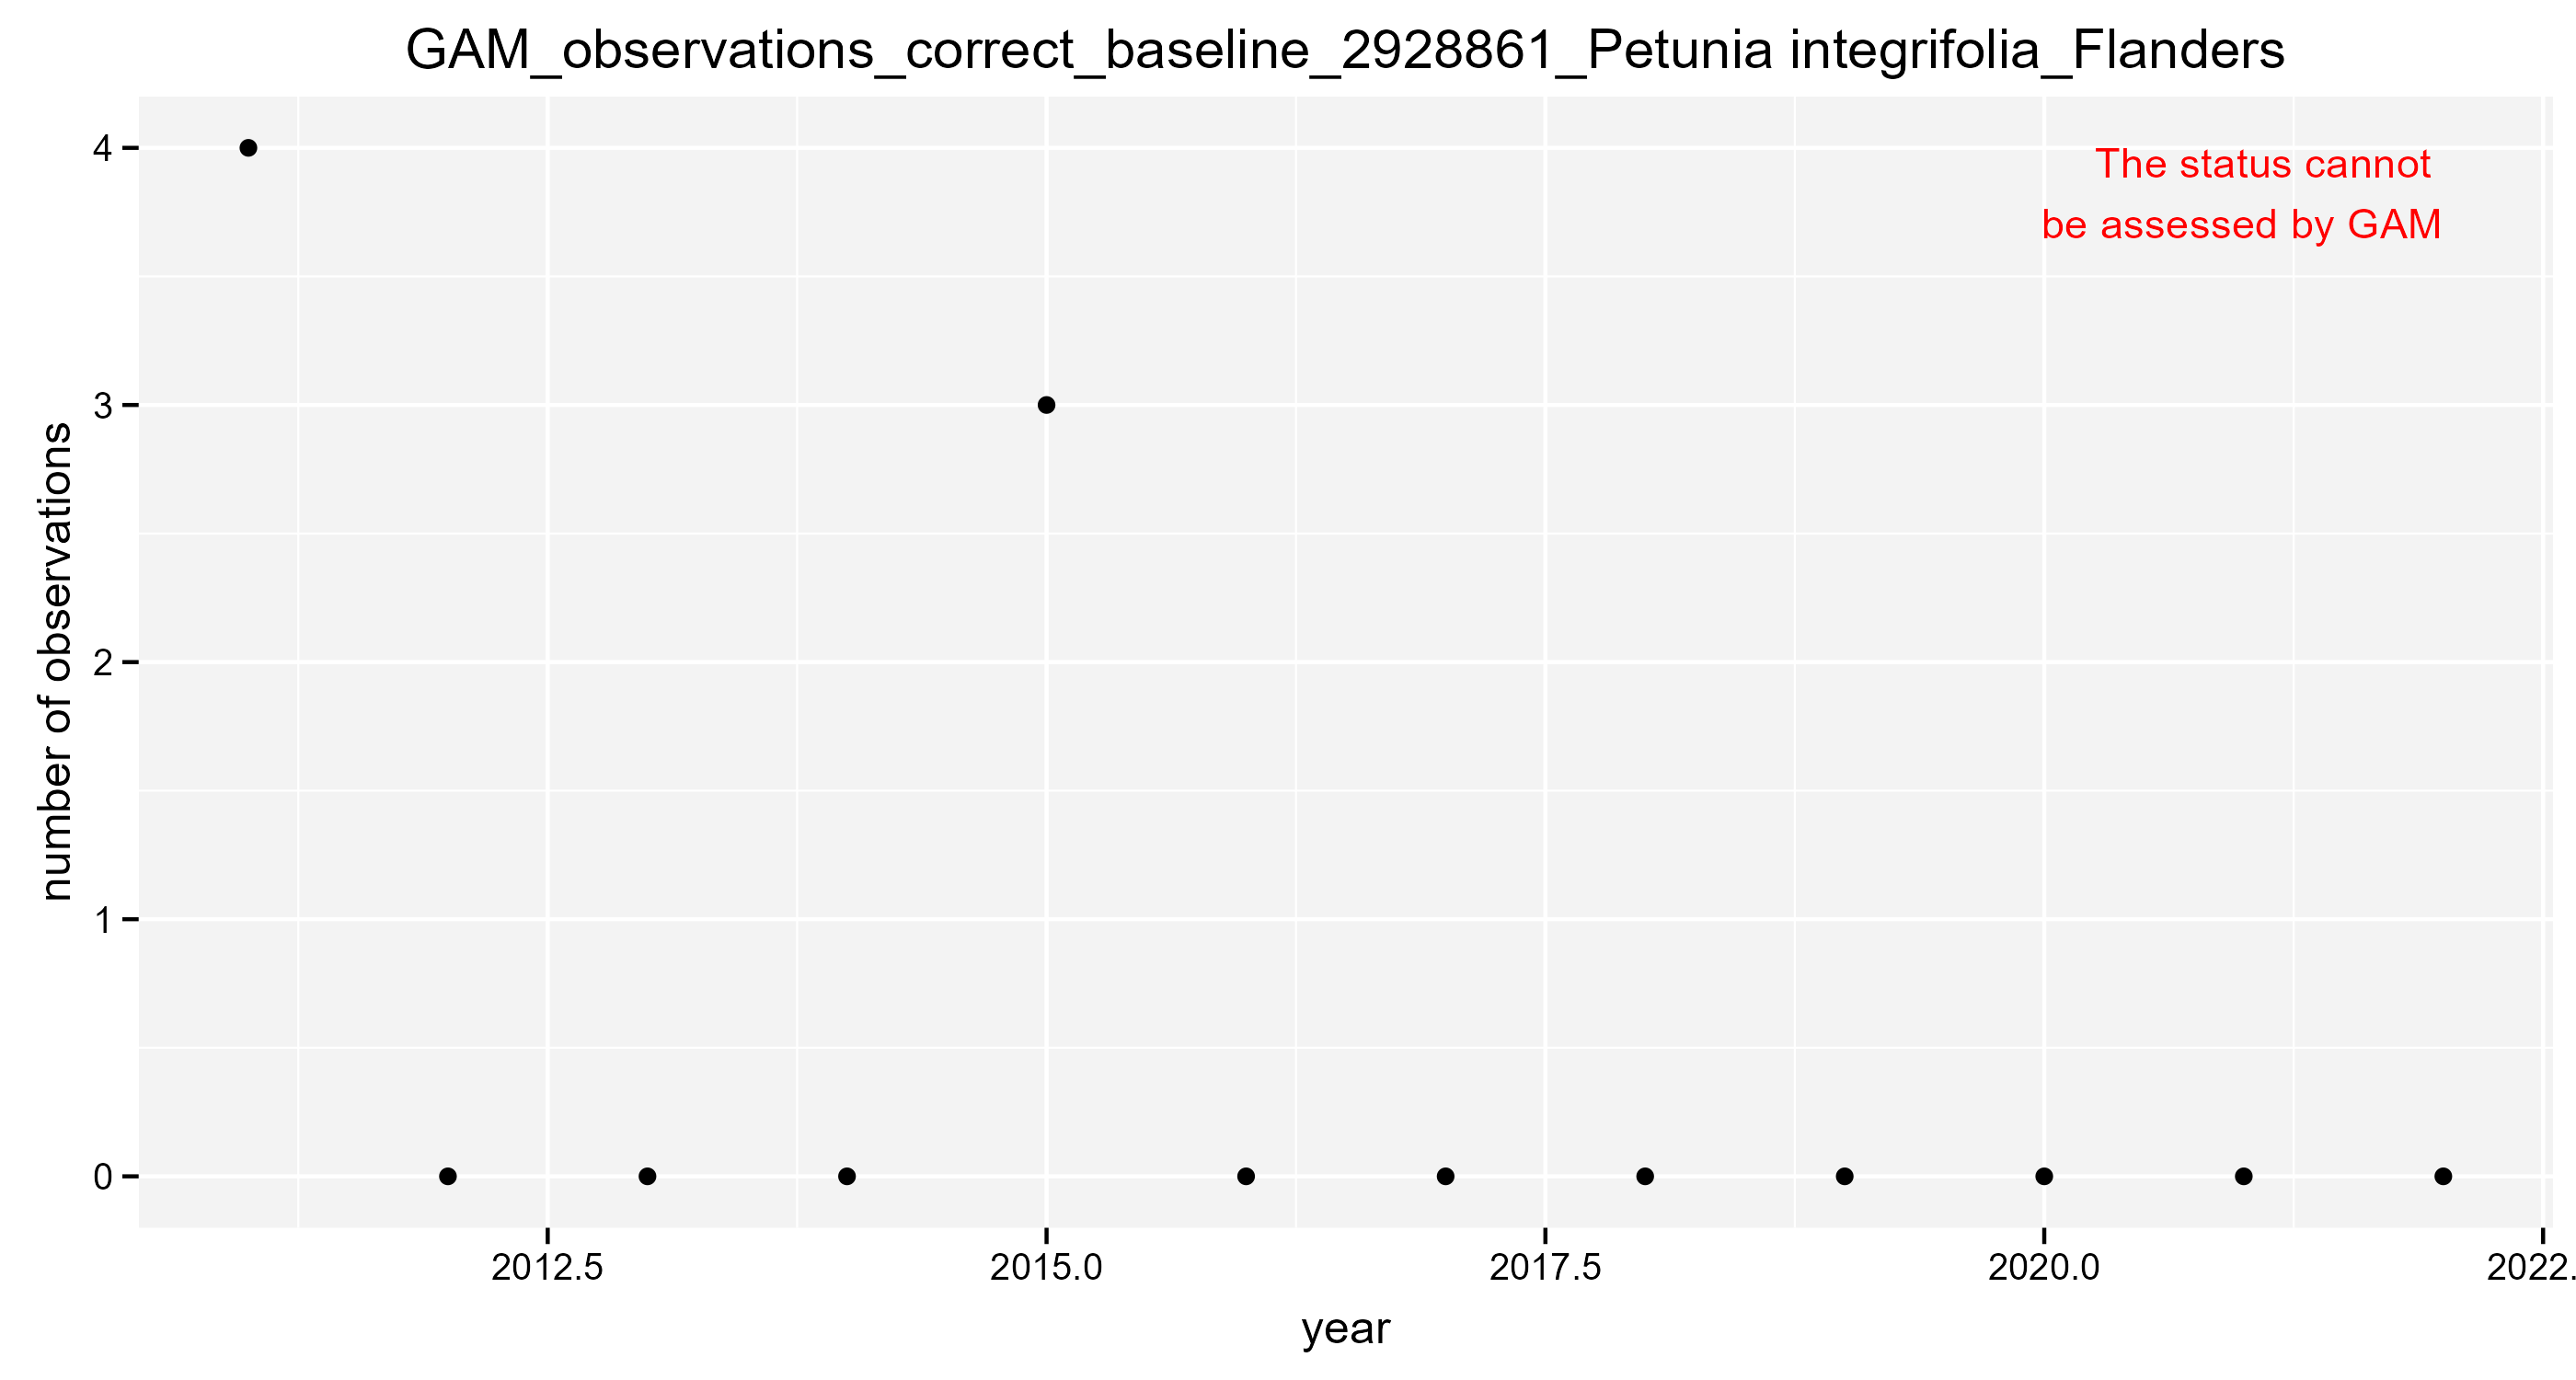 GAM_observations_correct_baseline_2928861_Petunia integrifolia_Flanders
The status cannot
be assessed by GAM
number of observations
4
3
2
1
0
2012.5 2015.0 2017.5 2020.0 2022.
year